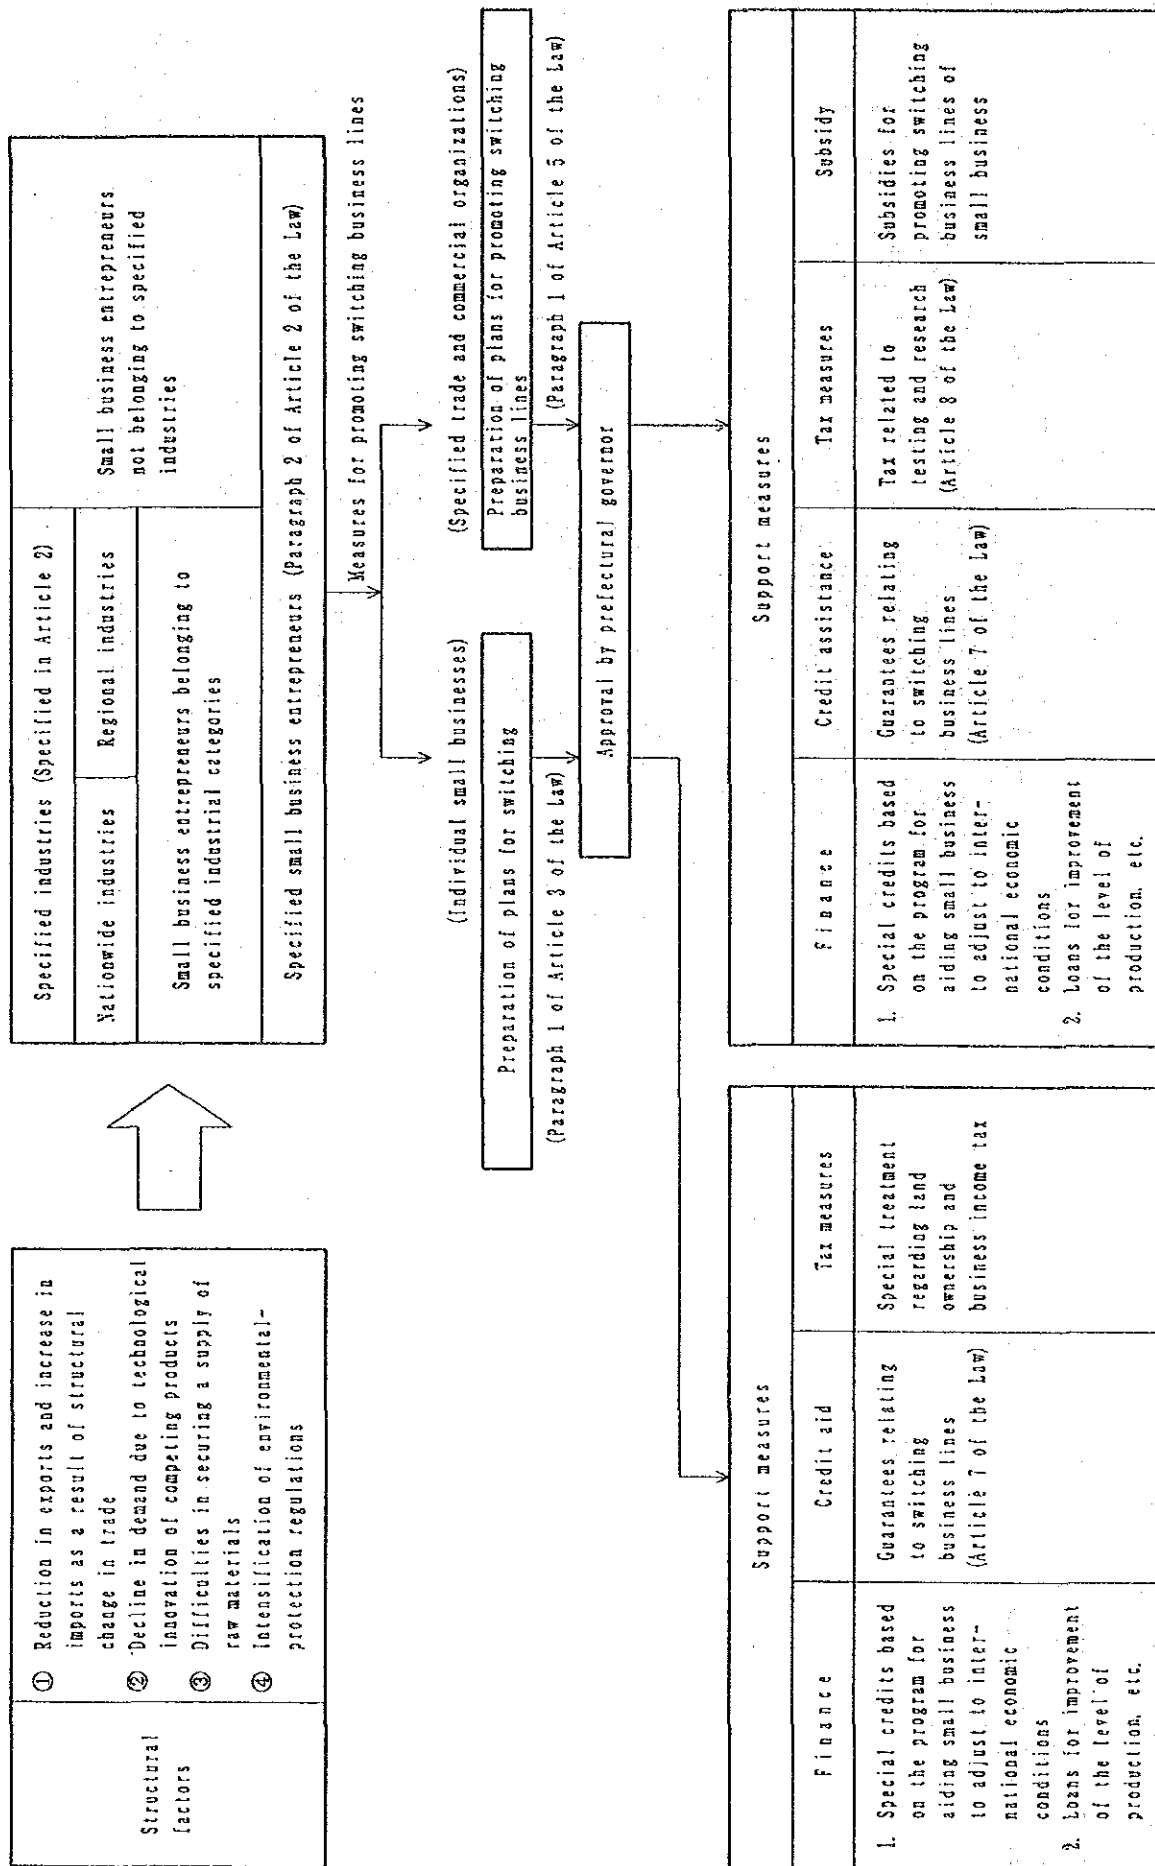 Structural
factors
① Reduction in exports and increase in
imports as a result of structural
change in trade
② Decline in demand due to technological
innovation of competing products
③ Difficulties in securing a supply of
raw materials
④ Intensification of environmental-
protection regulations
Specified industries (Specified in Article 2)
Nationwide industries
Regional industries
Small business entrepreneurs belonging to
specified industrial categories
Small business entrepreneurs
not belonging to specified
industries
Specified small business entrepreneurs (Paragraph 2 of Article 2 of the Law)
Measures for promoting switching business lines
(Individual small businesses)
Preparation of plans for switching
(Paragraph 1 of Article 3 of the Law)
(Specified trade and commercial organizations)
Preparation of plans for promoting switching
business lines
(Paragraph 1 of Article 5 of the Law)
Approval by prefectural governor
Support measures
Finance
Credit aid
Tax measures
1. Special credits based
on the program for
aiding small business
to adjust to inter-
national economic
conditions
2. Loans for improvement
of the level of
production, etc.
Guarantees relating
to switching
business lines
(Article 7 of the Law)
Special treatment
regarding land
ownership and
business income tax
Support measures
Finance
Credit assistance
Tax measures
Subsidy
1. Special credits based
on the program for
aiding small business
to adjust to inter-
national economic
conditions
2. Loans for improvement
of the level of
production, etc.
Guarantees relating
to switching
business lines
(Article 7 of the Law)
Tax related to
testing and research
(Article 8 of the Law)
Subsidies for
promoting switching
business lines of
small business